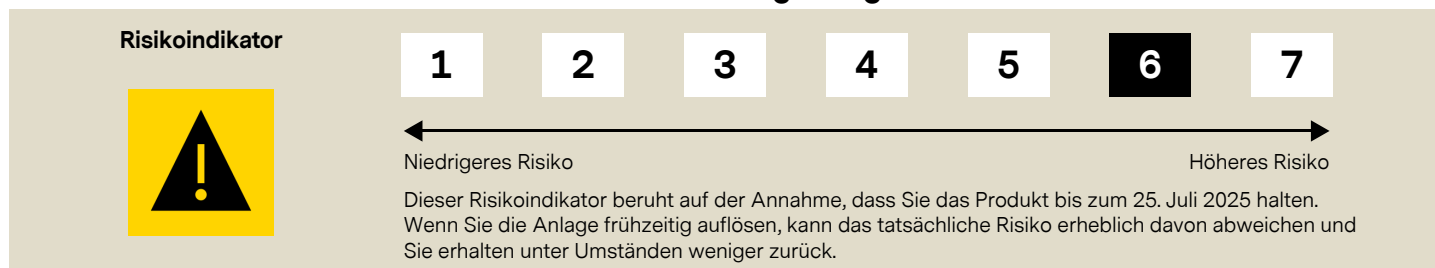 Risikoindikator
1 2 3 4 5 6 7
Niedrigeres Risiko
Höheres Risiko
Dieser Risikoindikator beruht auf der Annahme, dass Sie das Produkt bis zum 25. Juli 2025 halten.
Wenn Sie die Anlage frühzeitig auflösen, kann das tatsächliche Risiko erheblich davon abweichen und
Sie erhalten unter Umständen weniger zurück.